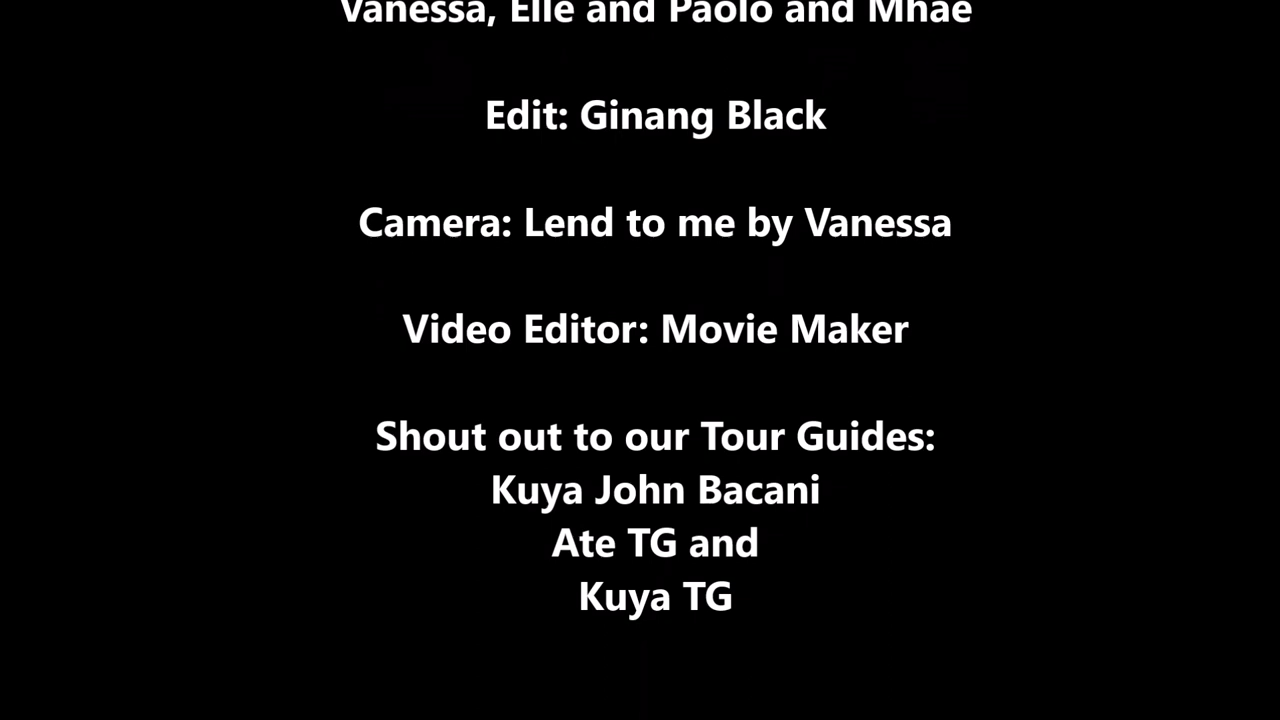 Vanessa, Elle and Paolo and Mhae
Edit: Ginang Black
Camera: Lend to me by Vanessa
Video Editor: Movie Maker
Shout out to our Tour Guides:
Kuya John Bacani
Ate TG and
Kuya TG